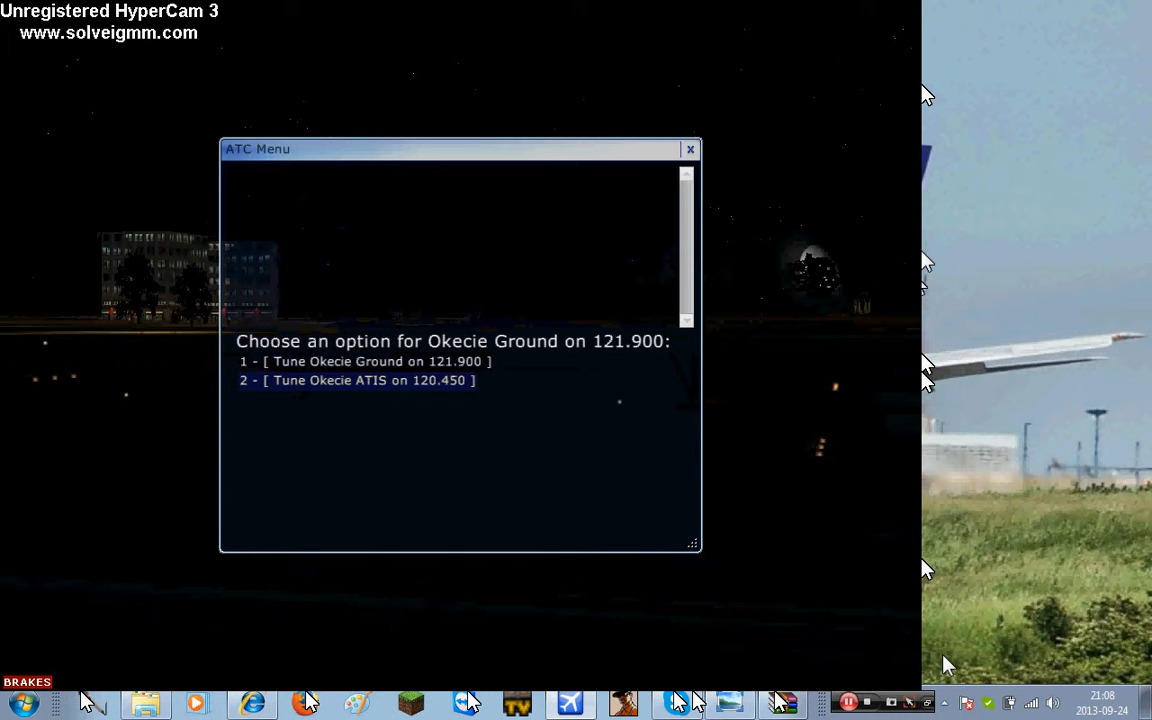 Unregistered HyperCam 3
www.solveigmm.com
ATC Menu
Choose an option for Okecie Ground on 121.900:
1 - [ Tune Okecie Ground on 121.900 ]
2 - [ Tune Okecie ATIS on 120.450 ]
BRAKES
TV
21:08
2013-09-24